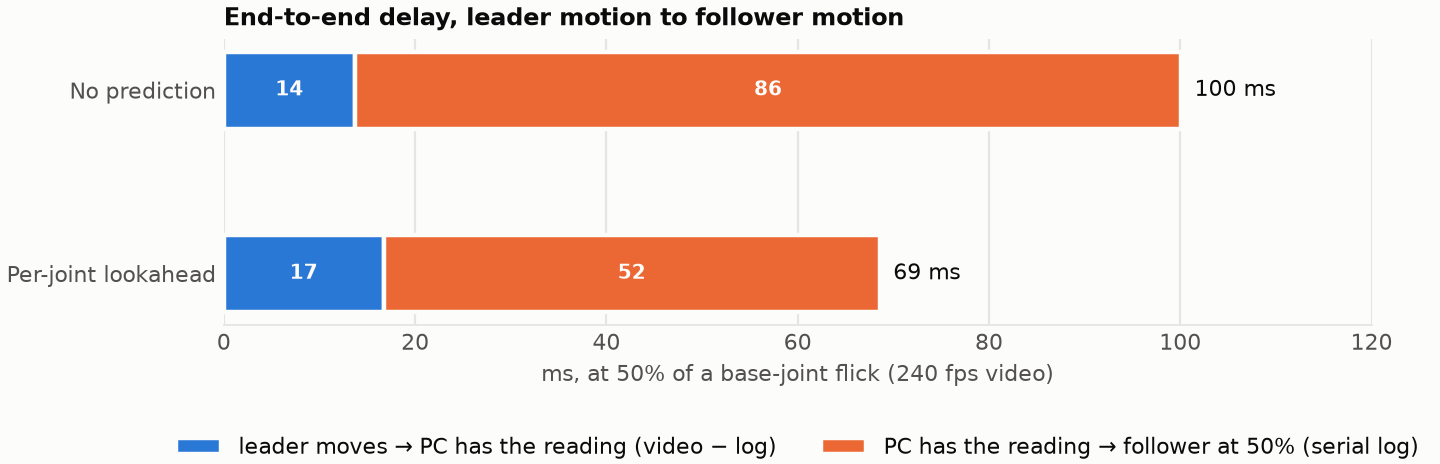 End-to-end delay, leader motion to follower motion
No prediction 14 86 100 ms
Per-joint lookahead 17 52 69 ms
0 20 40 60 80 100 120
ms, at 50% of a base-joint flick (240 fps video)
leader moves → PC has the reading (video − log) PC has the reading → follower at 50% (serial log)